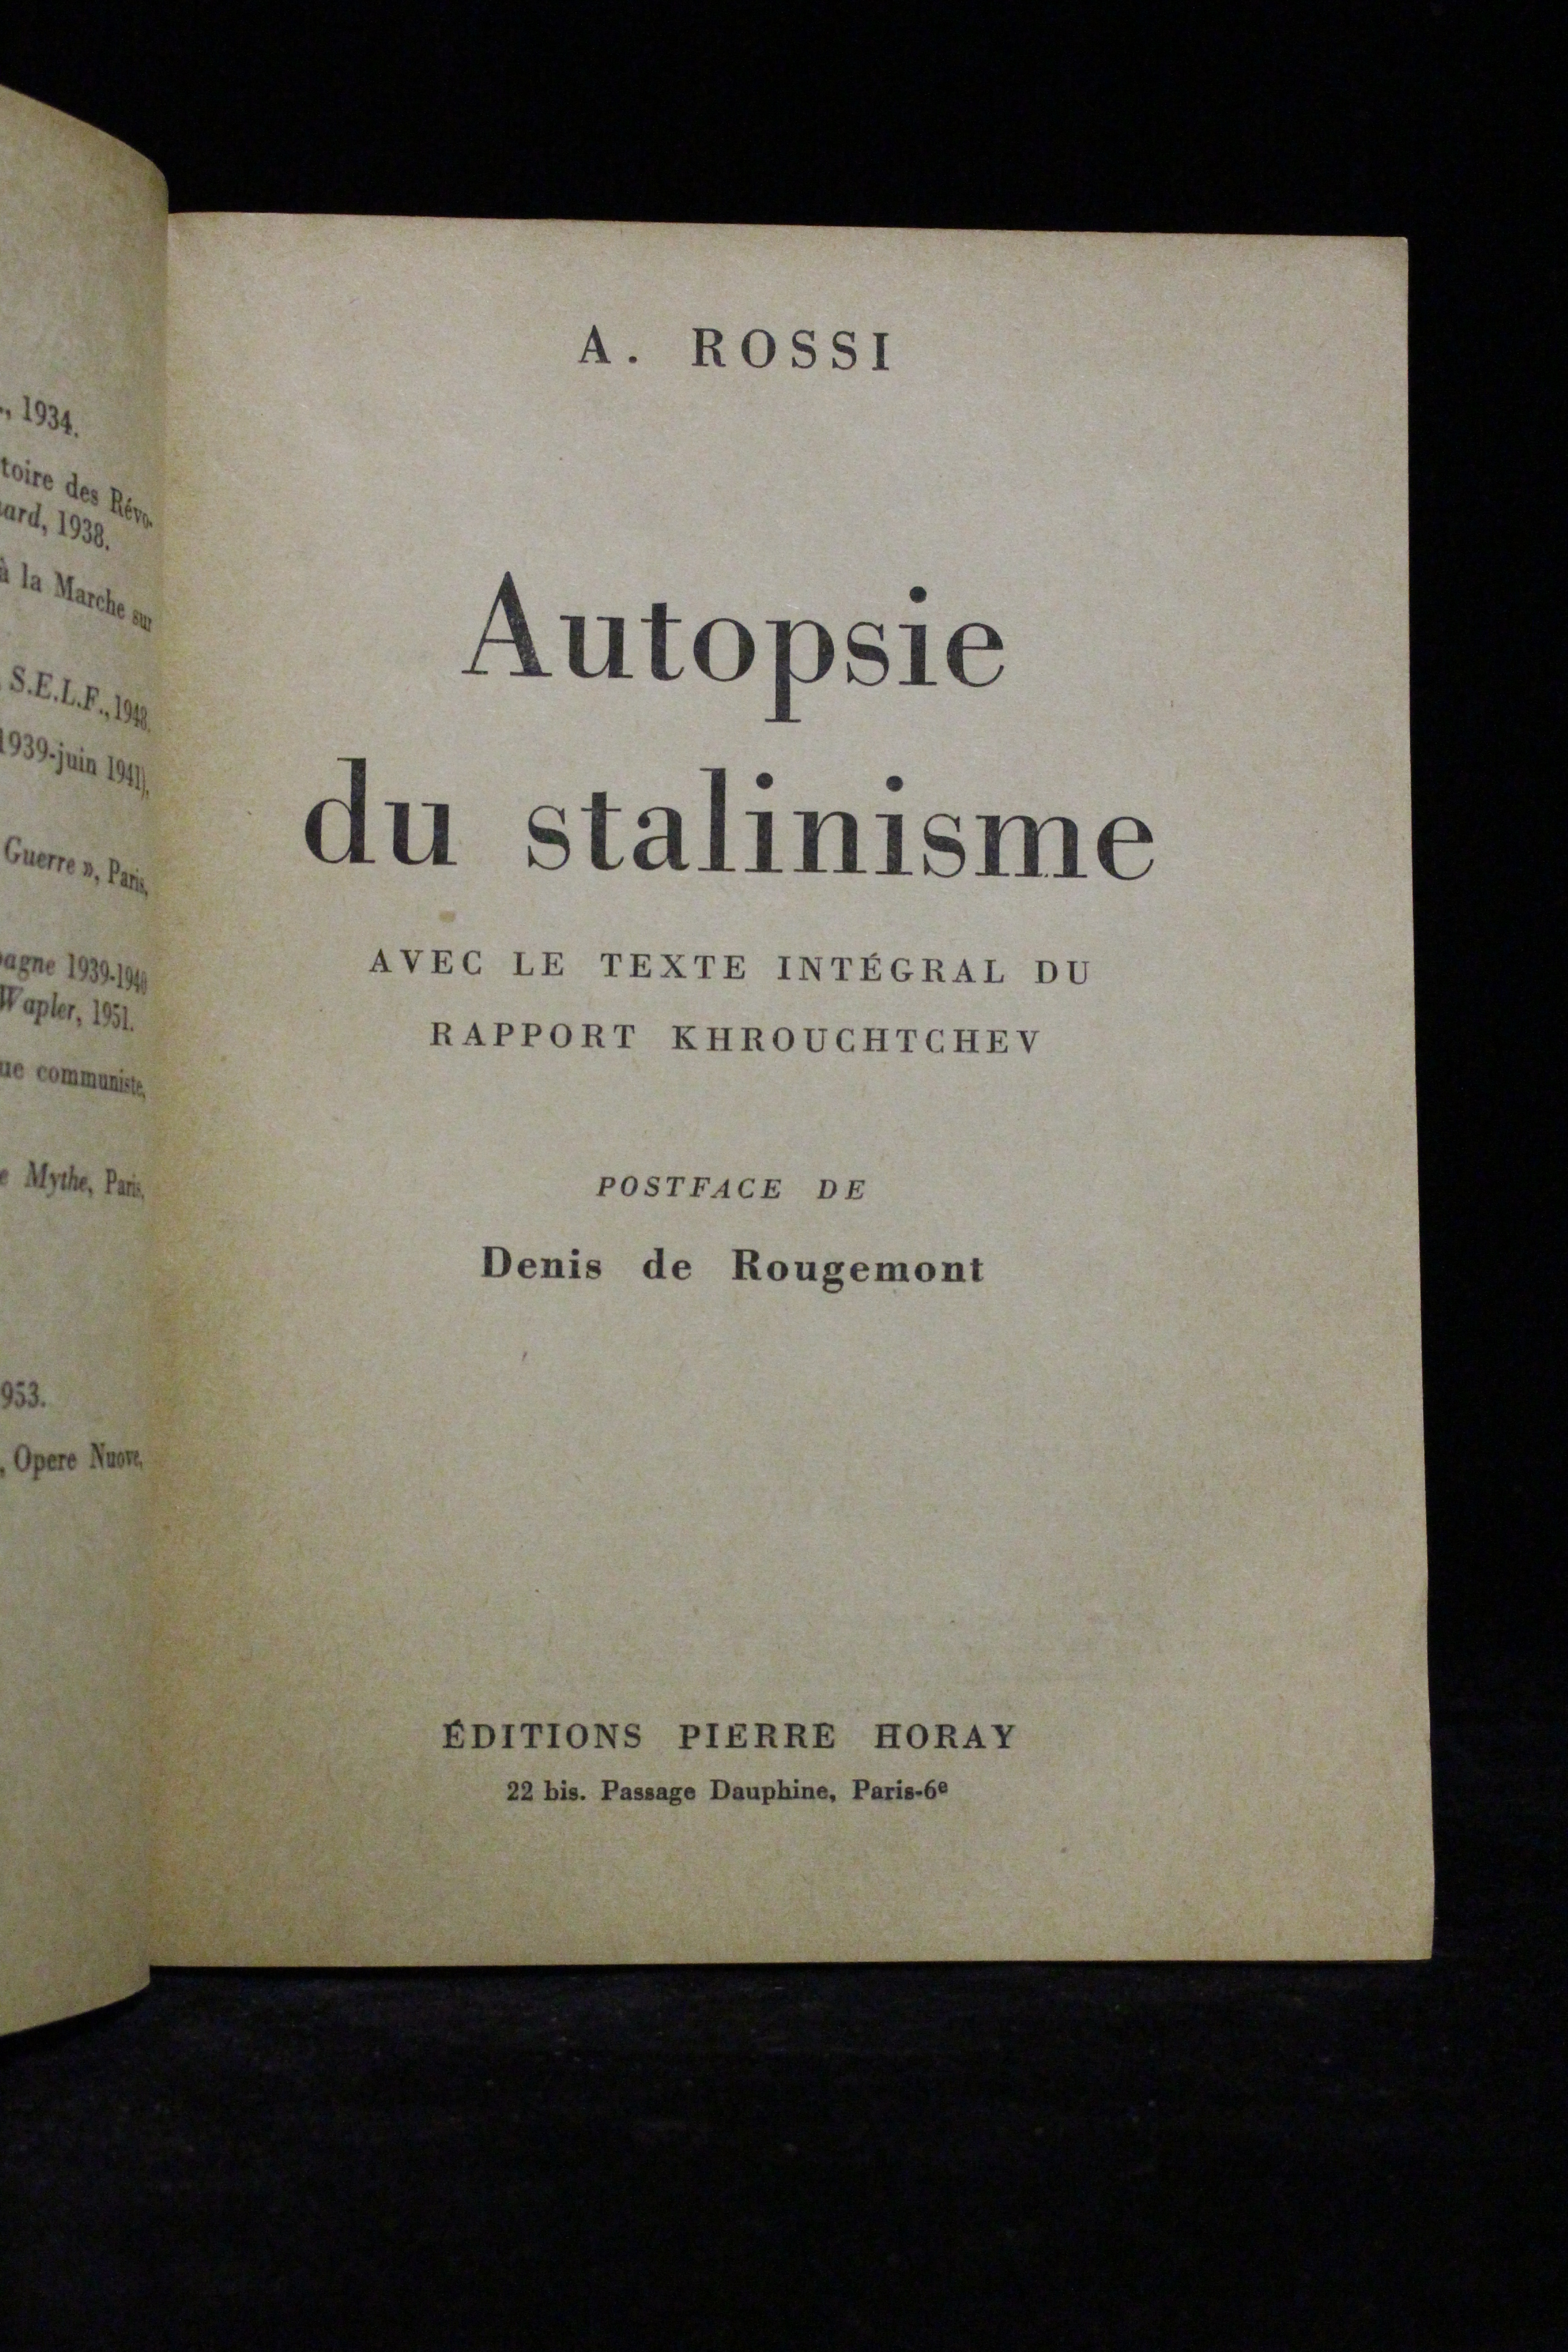 ., 1934.
toire des Révo-
ard, 1938.
à la Marche sur
S.E.L.F., 1948.
1939-juin 1941),
Guerre », Paris,
agne 1939-1940
Wapler, 1951.
ue communiste,
e Mythe, Paris,
953.
, Opere Nuove,
A. ROSSI
Autopsie
du stalinisme
AVEC LE TEXTE INTÉGRAL DU
RAPPORT KHROUCHTCHEV
POSTFACE DE
Denis de Rougemont
ÉDITIONS PIERRE HORAY
22 bis. Passage Dauphine, Paris-6e